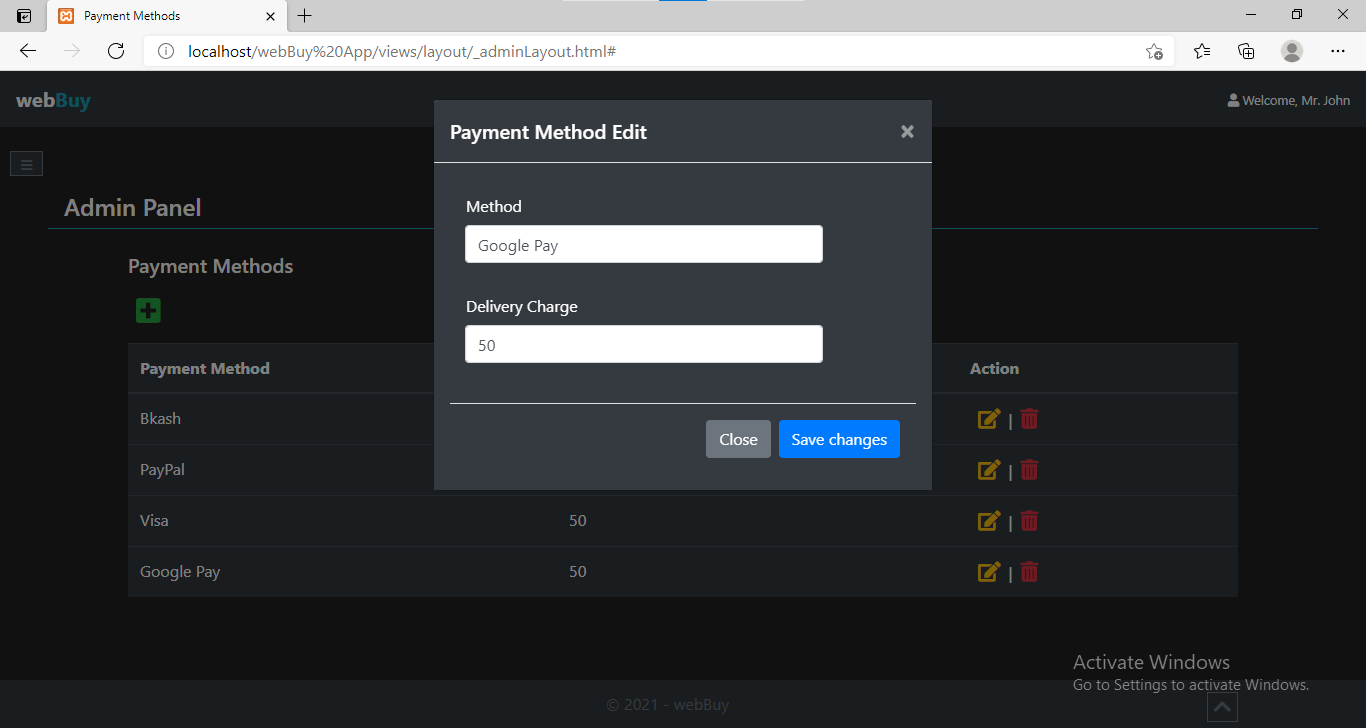 Payment Methods
localhost/webBuy%20App/views/layout/_adminLayout.html#
webBuy
Welcome, Mr. John
Payment Method Edit
Admin Panel
Method
Google Pay
Payment Methods
Delivery Charge
50
Payment Method
Action
Bkash
|
Close
Save changes
PayPal
|
Visa
50
|
Google Pay
50
|
Activate Windows
Go to Settings to activate Windows.
© 2021 - webBuy